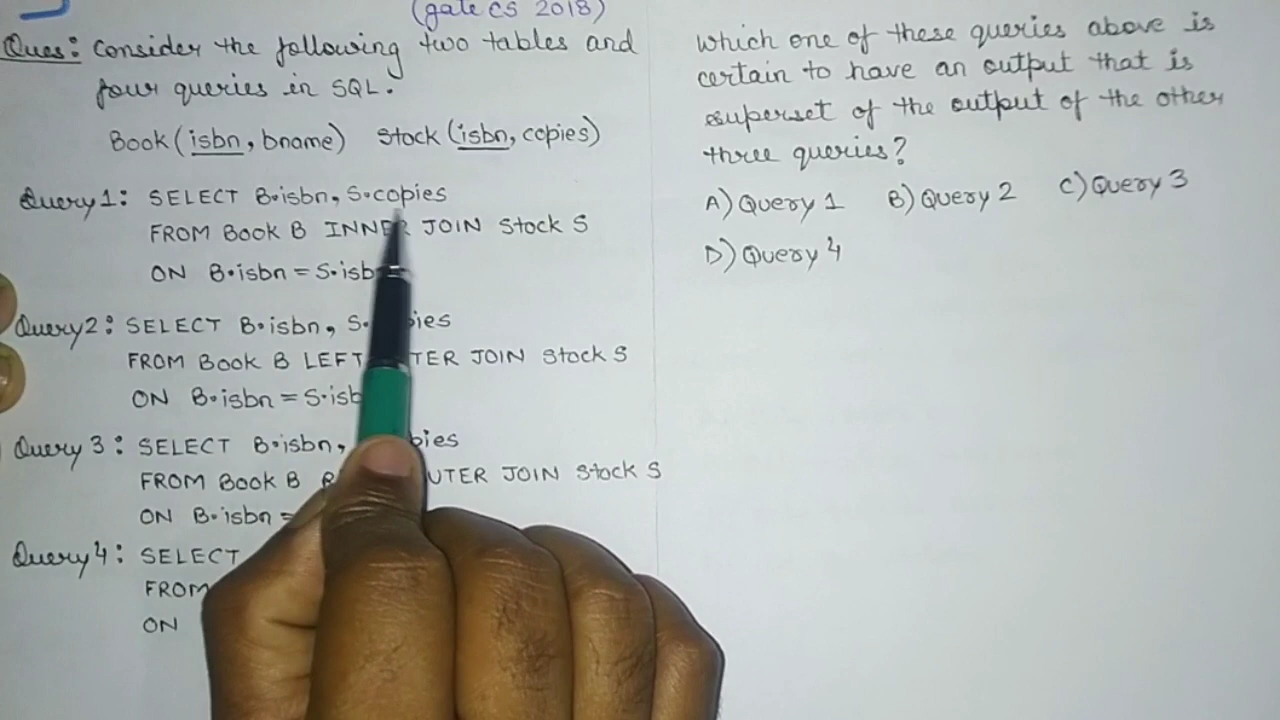 (gate cs 2018)
Ques: Consider the following two tables and
four queries in SQL.
Book (isbn, bname) Stock (isbn, copies)
Query1: SELECT B.isbn, S.copies
FROM Book B INNER JOIN Stock S
ON B.isbn = S.isb
Query2: SELECT B.isbn, S. ies
FROM Book B LEFT TER JOIN Stock S
ON B.isbn = S.isb
Query 3: SELECT B.isbn, pies
FROM Book B R UTER JOIN Stock S
ON B.isbn =
Query4: SELECT
FROM
ON
Which one of these queries above is
certain to have an output that is
superset of the output of the other
three queries?
A) Query 1 B) Query 2 C) Query 3
D) Query 4